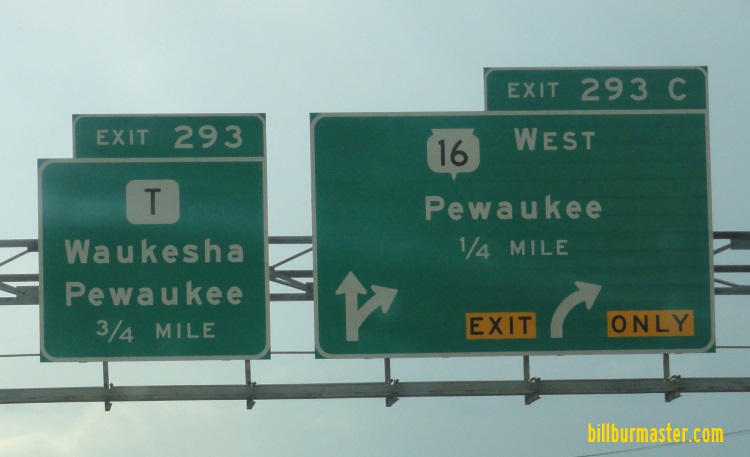 EXIT 293
T
Waukesha
Pewaukee
3/4 MILE
EXIT 293 C
16 WEST
Pewaukee
1/4 MILE
EXIT ONLY
billburmaster.com